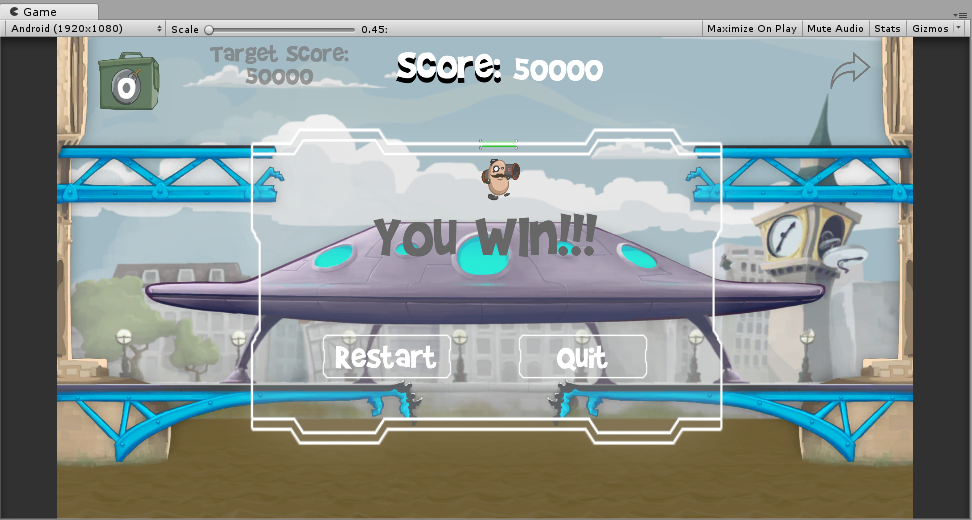 Game
Android (1920x1080)
Scale
0.45:
Maximize On Play
Mute Audio
Stats
Gizmos
0
Target Score:
50000
Score: 50000
You Win!!!
Restart
Quit